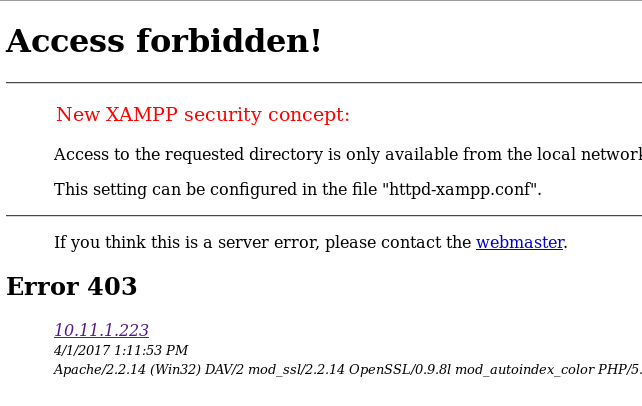 Access forbidden!
New XAMPP security concept:
Access to the requested directory is only available from the local network
This setting can be configured in the file "httpd-xampp.conf".
If you think this is a server error, please contact the webmaster.
Error 403
10.11.1.223
4/1/2017 1:11:53 PM
Apache/2.2.14 (Win32) DAV/2 mod_ssl/2.2.14 OpenSSL/0.9.8l mod_autoindex_color PHP/5.